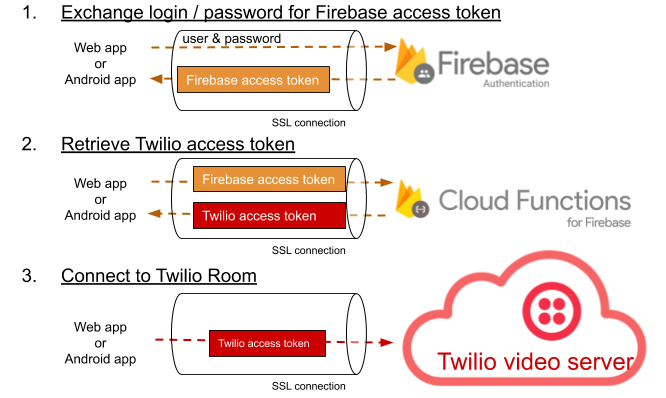 1. Exchange login / password for Firebase access token
Web app
or
Android app
user & password
Firebase access token
Firebase
Authentication
SSL connection
2. Retrieve Twilio access token
Web app
or
Android app
Firebase access token
Twilio access token
Cloud Functions
for Firebase
SSL connection
3. Connect to Twilio Room
Web app
or
Android app
Twilio access token
Twilio video server
SSL connection